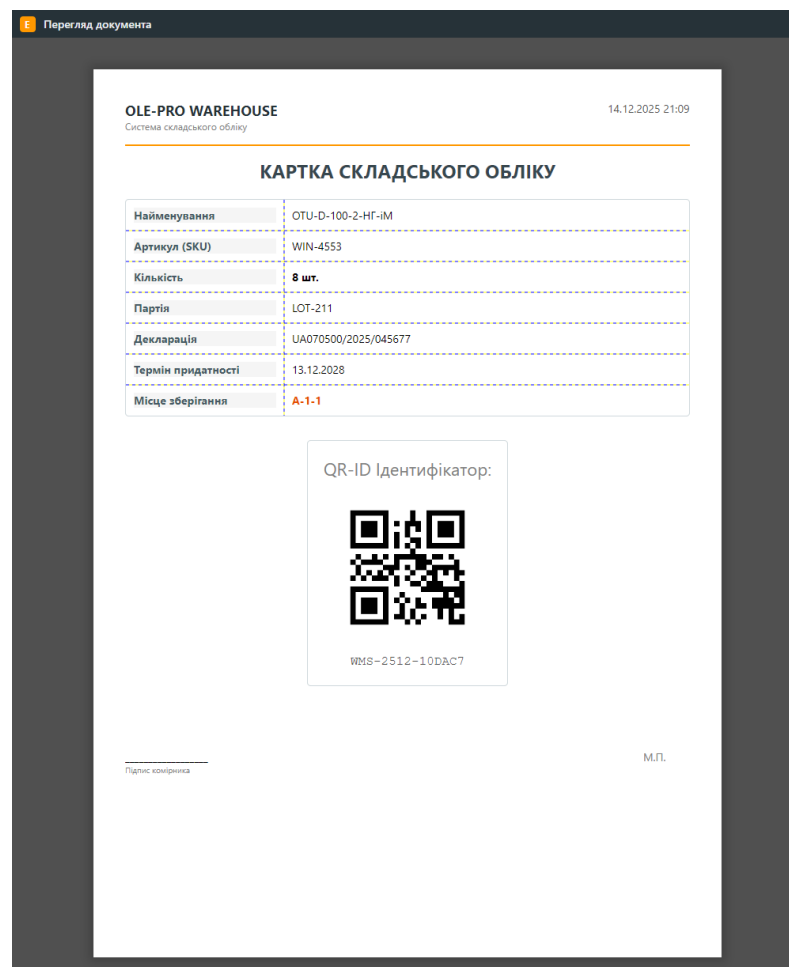 E Перегляд документа
OLE-PRO WAREHOUSE 14.12.2025 21:09
Система складського обліку
КАРТКА СКЛАДСЬКОГО ОБЛІКУ
Найменування OTU-D-100-2-НГ-іМ
Артикул (SKU) WIN-4553
Кількість 8 шт.
Партія LOT-211
Декларація UA070500/2025/045677
Термін придатності 13.12.2028
Місце зберігання A-1-1
QR-ID Ідентифікатор:
WMS-2512-10DAC7
М.П.
Підпис комірника